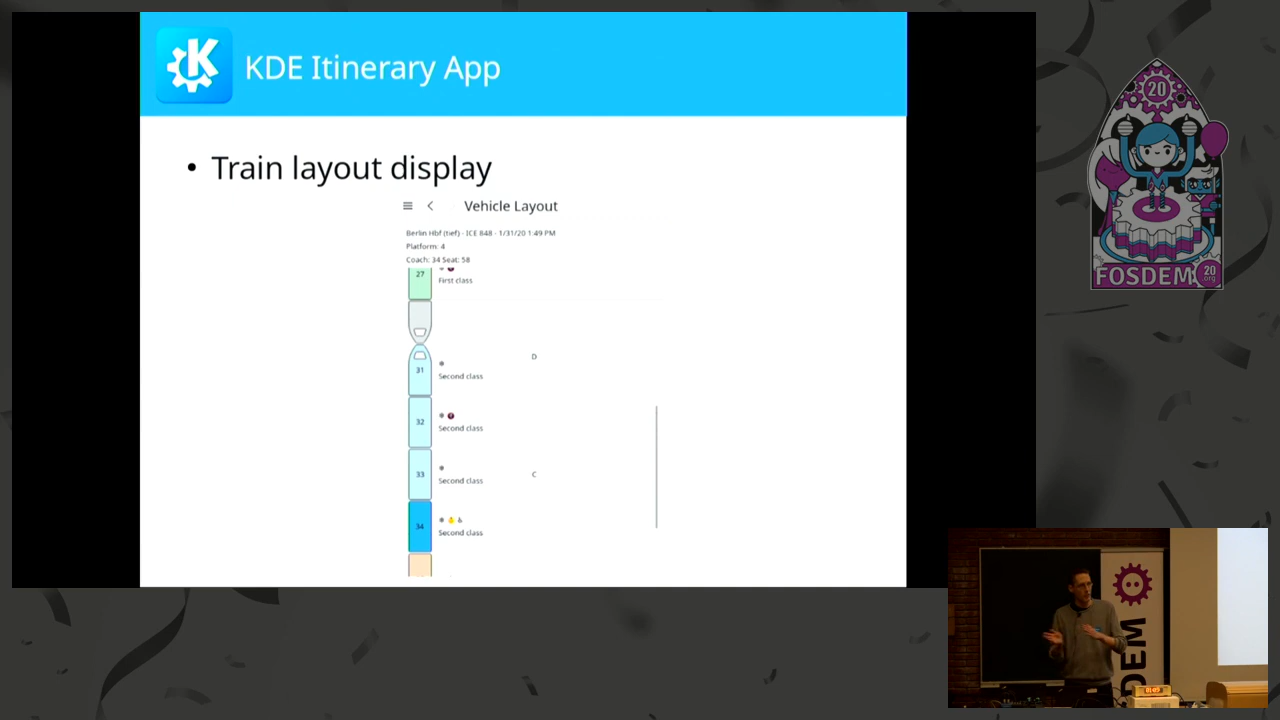 KDE Itinerary App
• Train layout display
Vehicle Layout
Berlin Hbf (tief) - ICE 848 - 1/31/20 1:49 PM
Platform: 4
Coach: 34 Seat: 58
27
First class
31
Second class
D
32
Second class
33
Second class
C
34
Second class
20
FOSDEM
20
.org
DEM